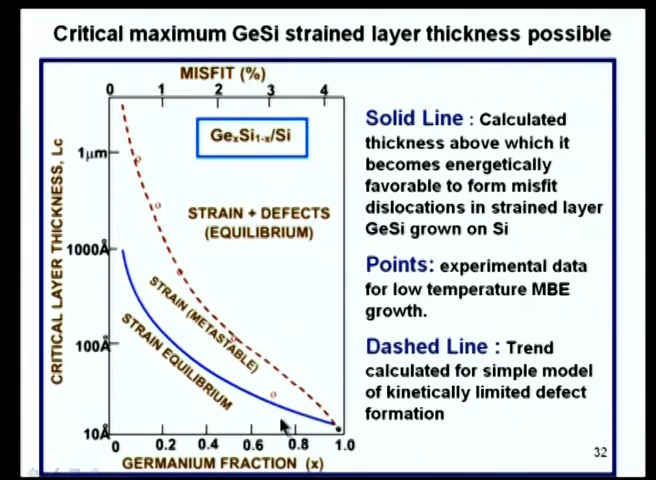 Critical maximum GeSi strained layer thickness possible
MISFIT (%)
0 1 2 3 4
GeₓSi₁₋ₓ/Si
CRITICAL LAYER THICKNESS, Lc
1μm
1000Å
100Å
10Å
STRAIN + DEFECTS
(EQUILIBRIUM)
STRAIN (METASTABLE)
STRAIN EQUILIBRIUM
0 0.2 0.4 0.6 0.8 1.0
GERMANIUM FRACTION (x)
Solid Line : Calculated
thickness above which it
becomes energetically
favorable to form misfit
dislocations in strained layer
GeSi grown on Si
Points: experimental data
for low temperature MBE
growth.
Dashed Line : Trend
calculated for simple model
of kinetically limited defect
formation
32